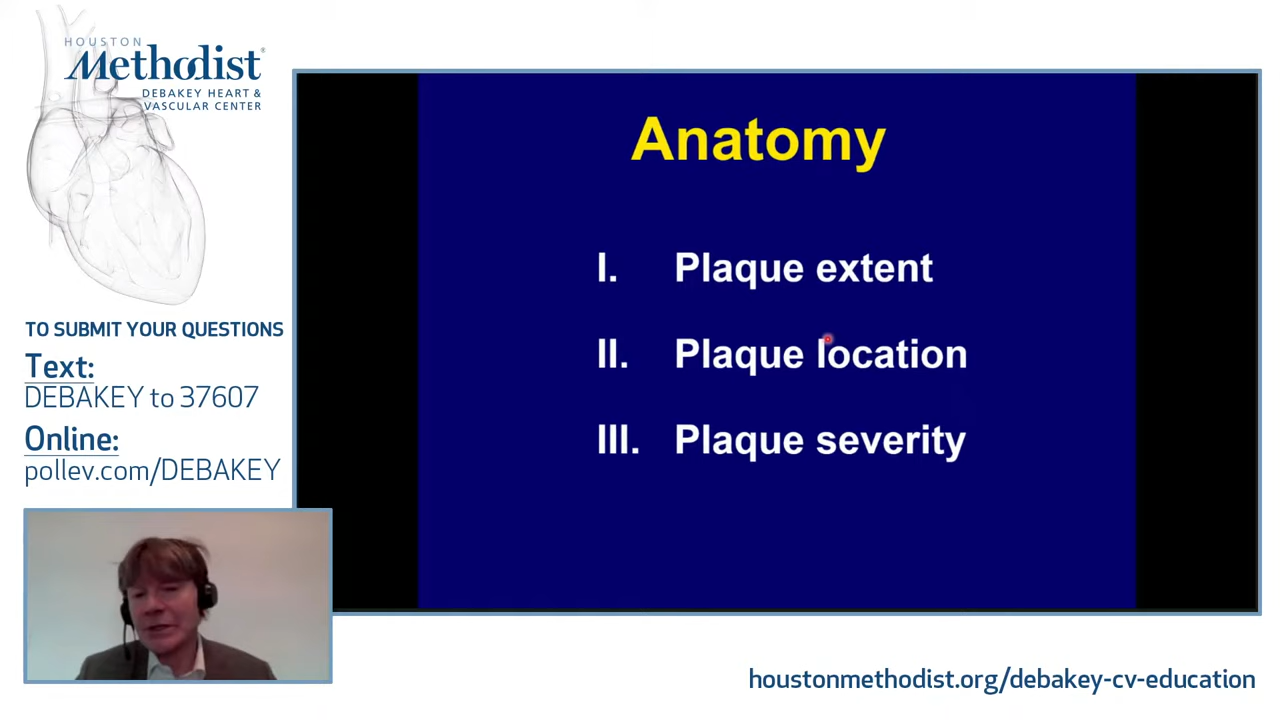 HOUSTON
Methodist®
DEBAKEY HEART &
VASCULAR CENTER
TO SUBMIT YOUR QUESTIONS
Text:
DEBAKEY to 37607
Online:
pollev.com/DEBAKEY
Anatomy
I. Plaque extent
II. Plaque location
III. Plaque severity
houstonmethodist.org/debakey-cv-education